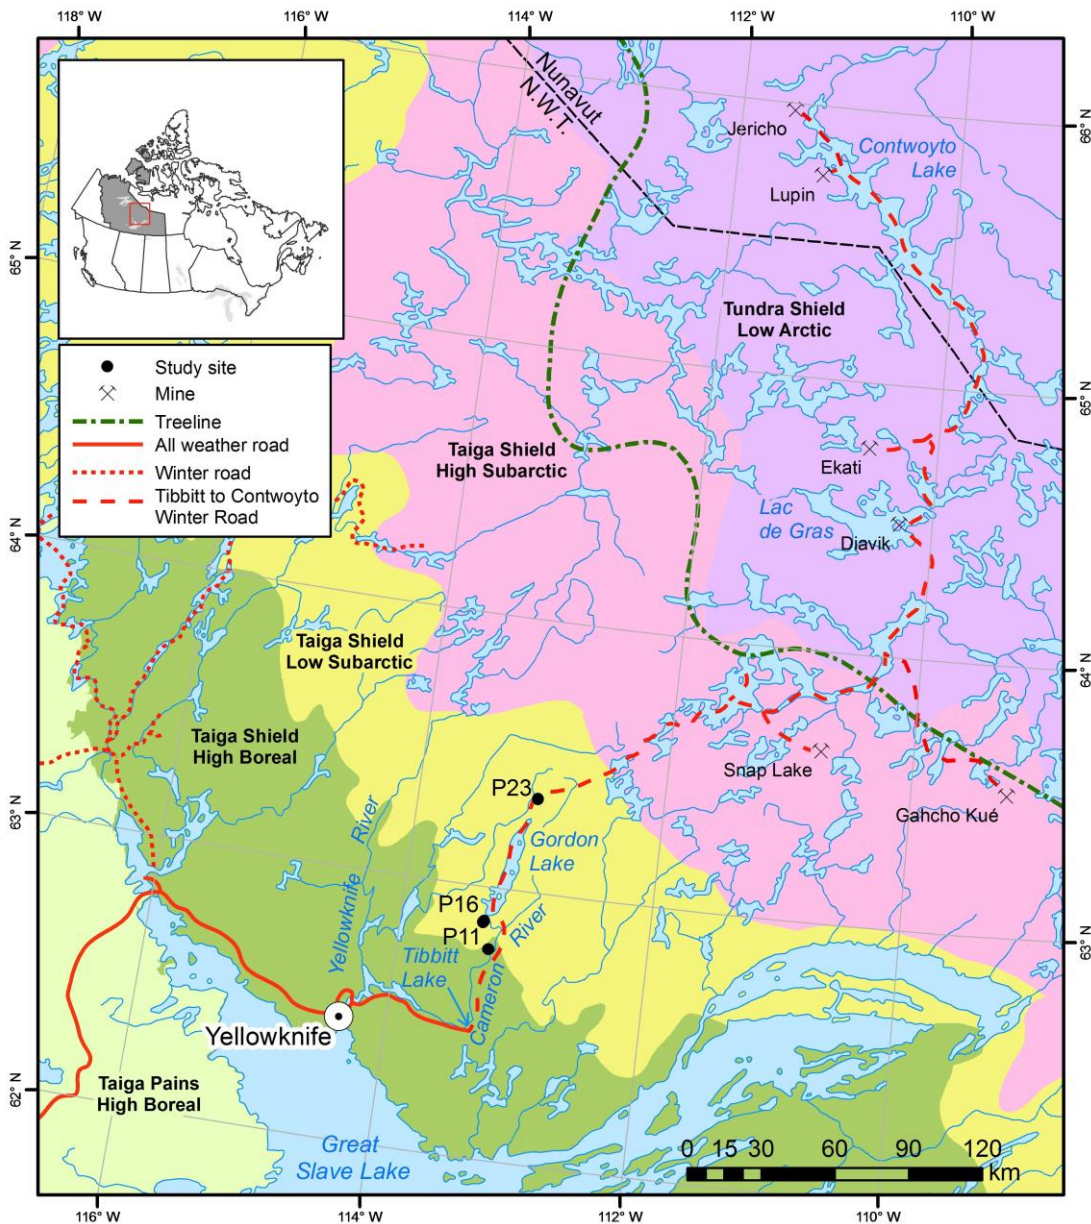 118° W
116° W
114° W
112° W
110° W
66° N
65° N
64° N
63° N
65° N
64° N
63° N
62° N
116° W
114° W
112° W
110° W
Nunavut
N.W.T.
Jericho
Contwoyto
Lake
Lupin
Tundra Shield
Low Arctic
Study site
Mine
Treeline
All weather road
Winter road
Tibbitt to Contwoyto
Winter Road
Taiga Shield
High Subarctic
Ekati
Lac
de Gras
Diavik
Taiga Shield
Low Subarctic
Taiga Shield
High Boreal
Snap Lake
Gahcho Kué
P23
Gordon
Lake
Yellowknife River
P16
P11
Cameron River
Tibbitt
Lake
Yellowknife
Taiga Pains
High Boreal
Great
Slave Lake
0 15 30 60 90 120
km